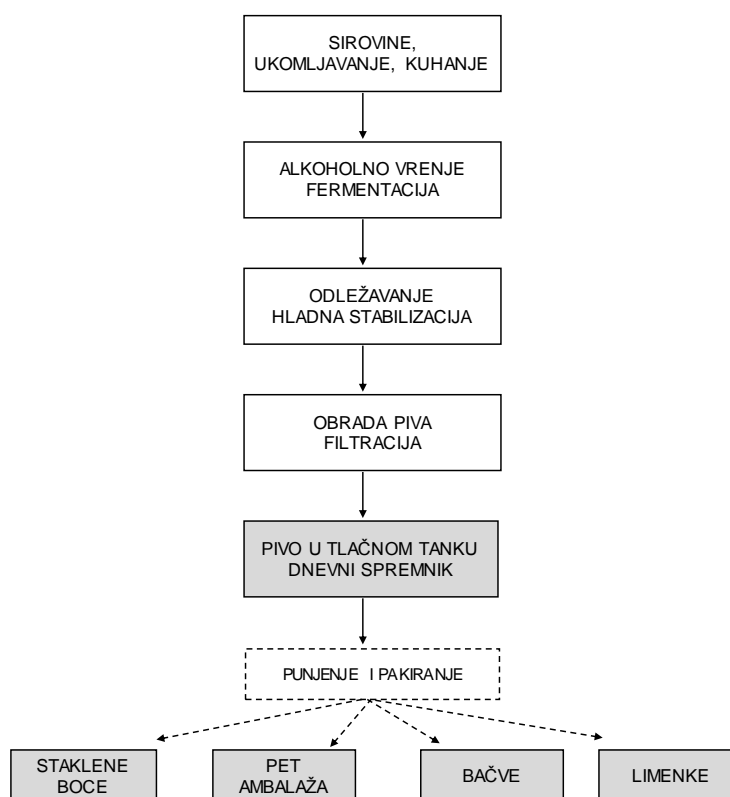 SIROVINE,
UKOMLJAVANJE, KUHANJE
ALKOHOLNO VRENJE
FERMENTACIJA
ODLEŽAVANJE
HLADNA STABILIZACIJA
OBRADA PIVA
FILTRACIJA
PIVO U TLAČNOM TANKU
DNEVNI SPREMNIK
PUNJENJE I PAKIRANJE
STAKLENE
BOCE
PET
AMBALAŽA
BAČVE
LIMENKE